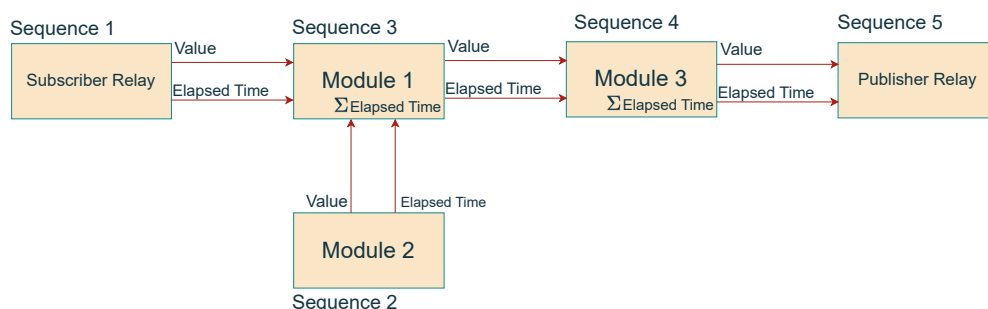 Sequence 1
Sequence 3
Sequence 4
Sequence 5
Subscriber Relay
Value
Elapsed Time
Module 1
ΣElapsed Time
Value
Elapsed Time
Module 3
ΣElapsed Time
Value
Elapsed Time
Publisher Relay
Value
Elapsed Time
Module 2
Sequence 2